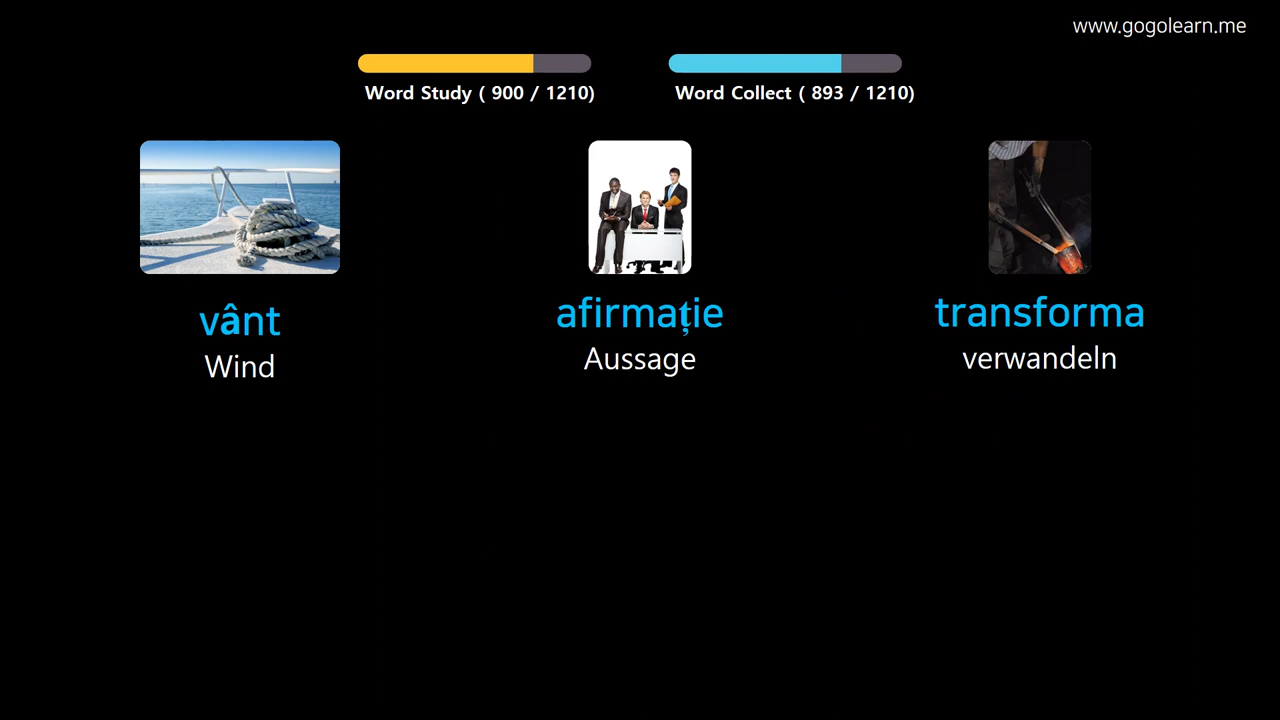 www.gogolearn.me
Word Study ( 900 / 1210)
Word Collect ( 893 / 1210)
vânt
Wind
afirmație
Aussage
transforma
verwandeln